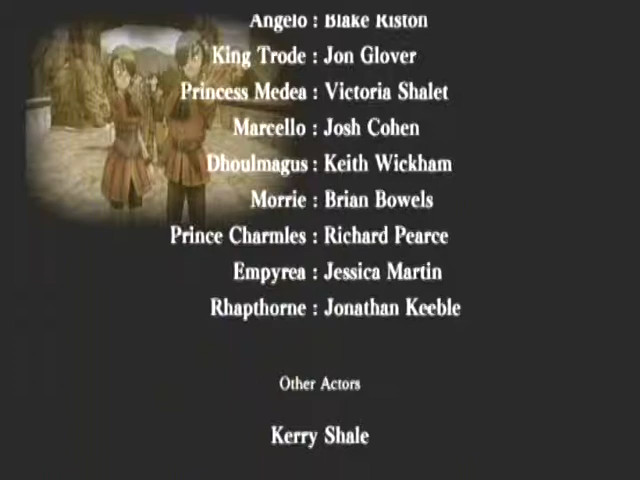 Angelo : Blake Riston
King Trode : Jon Glover
Princess Medea : Victoria Shalet
Marcello : Josh Cohen
Dhoulmagus : Keith Wickham
Morrie : Brian Bowels
Prince Charmles : Richard Pearce
Empyrea : Jessica Martin
Rhapthorne : Jonathan Keeble
Other Actors
Kerry Shale